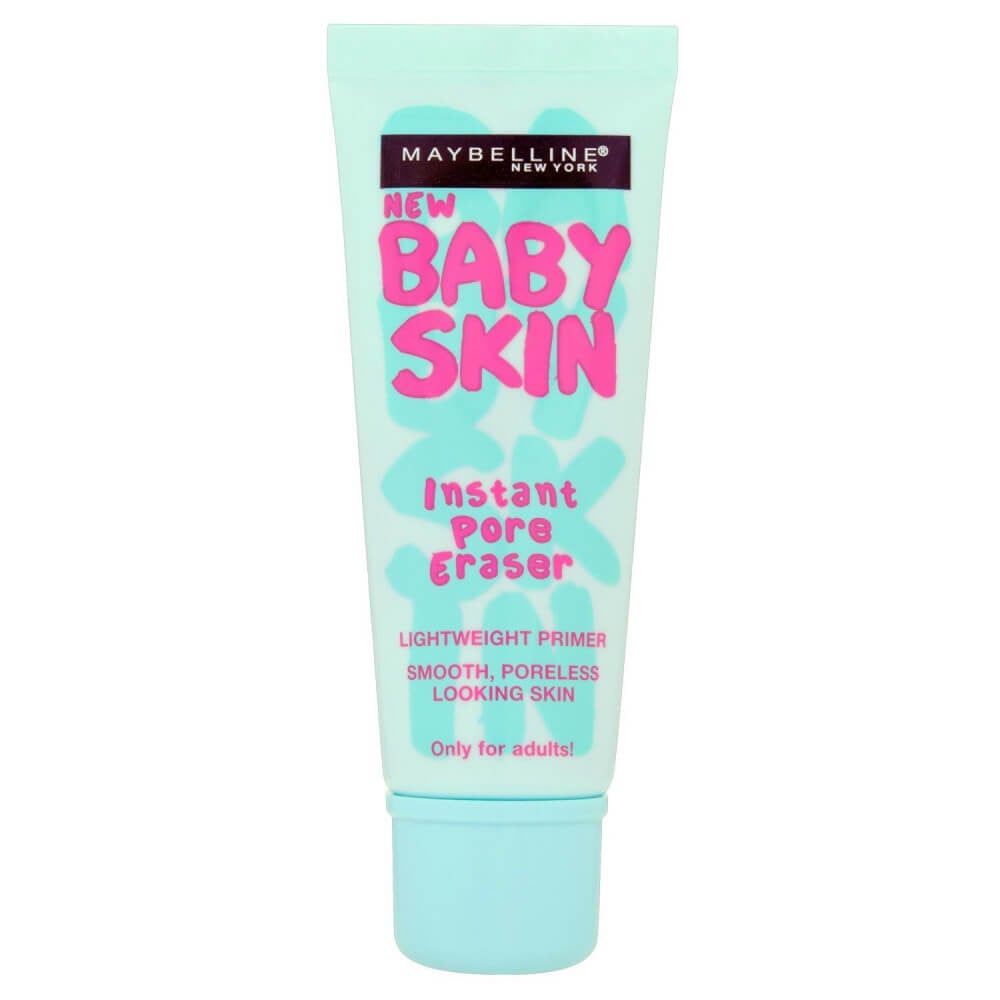 MAYBELLINE®
NEW YORK
NEW
BABY
SKIN
Instant
Pore
Eraser
LIGHTWEIGHT PRIMER
SMOOTH, PORELESS
LOOKING SKIN
Only for adults!